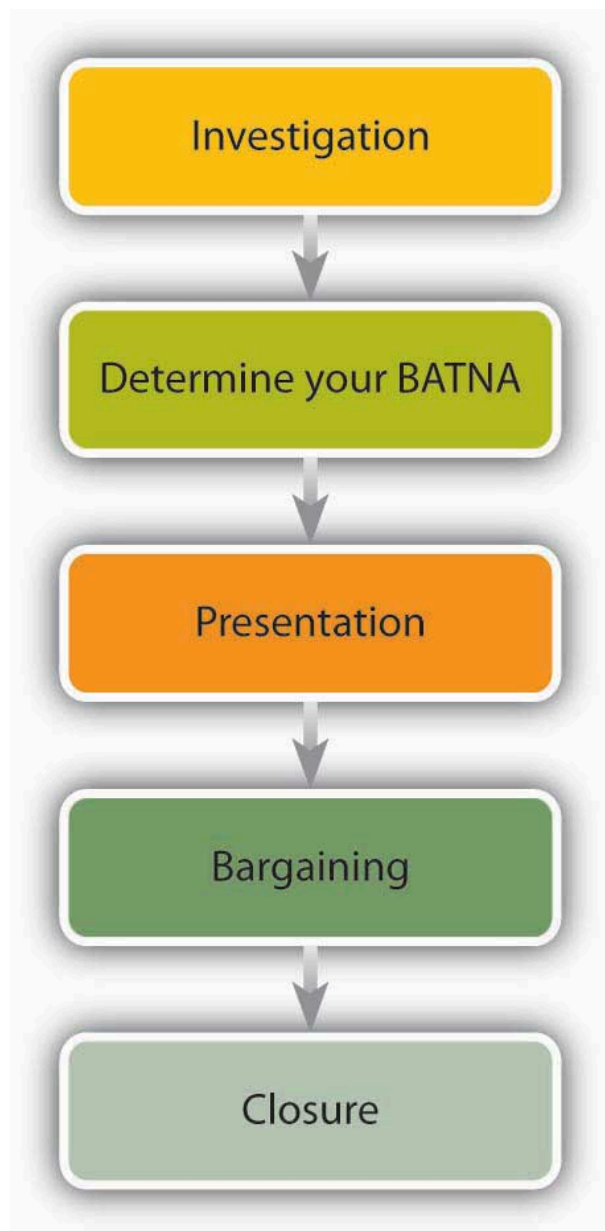 Investigation
Determine your BATNA
Presentation
Bargaining
Closure